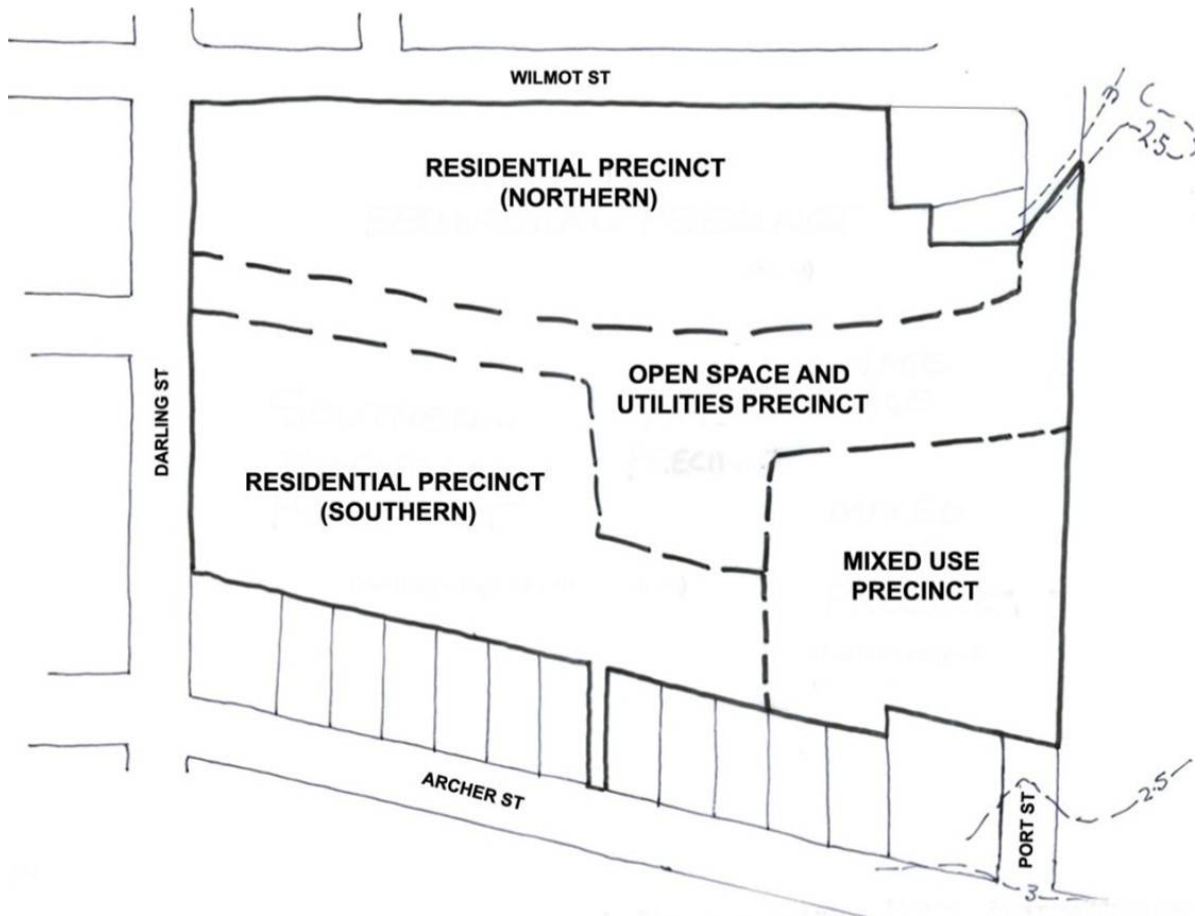 WILMOT ST
RESIDENTIAL PRECINCT
(NORTHERN)
2.5
OPEN SPACE AND
UTILITIES PRECINCT
DARLING ST
RESIDENTIAL PRECINCT
(SOUTHERN)
MIXED USE
PRECINCT
ARCHER ST
PORT ST
2.5
3